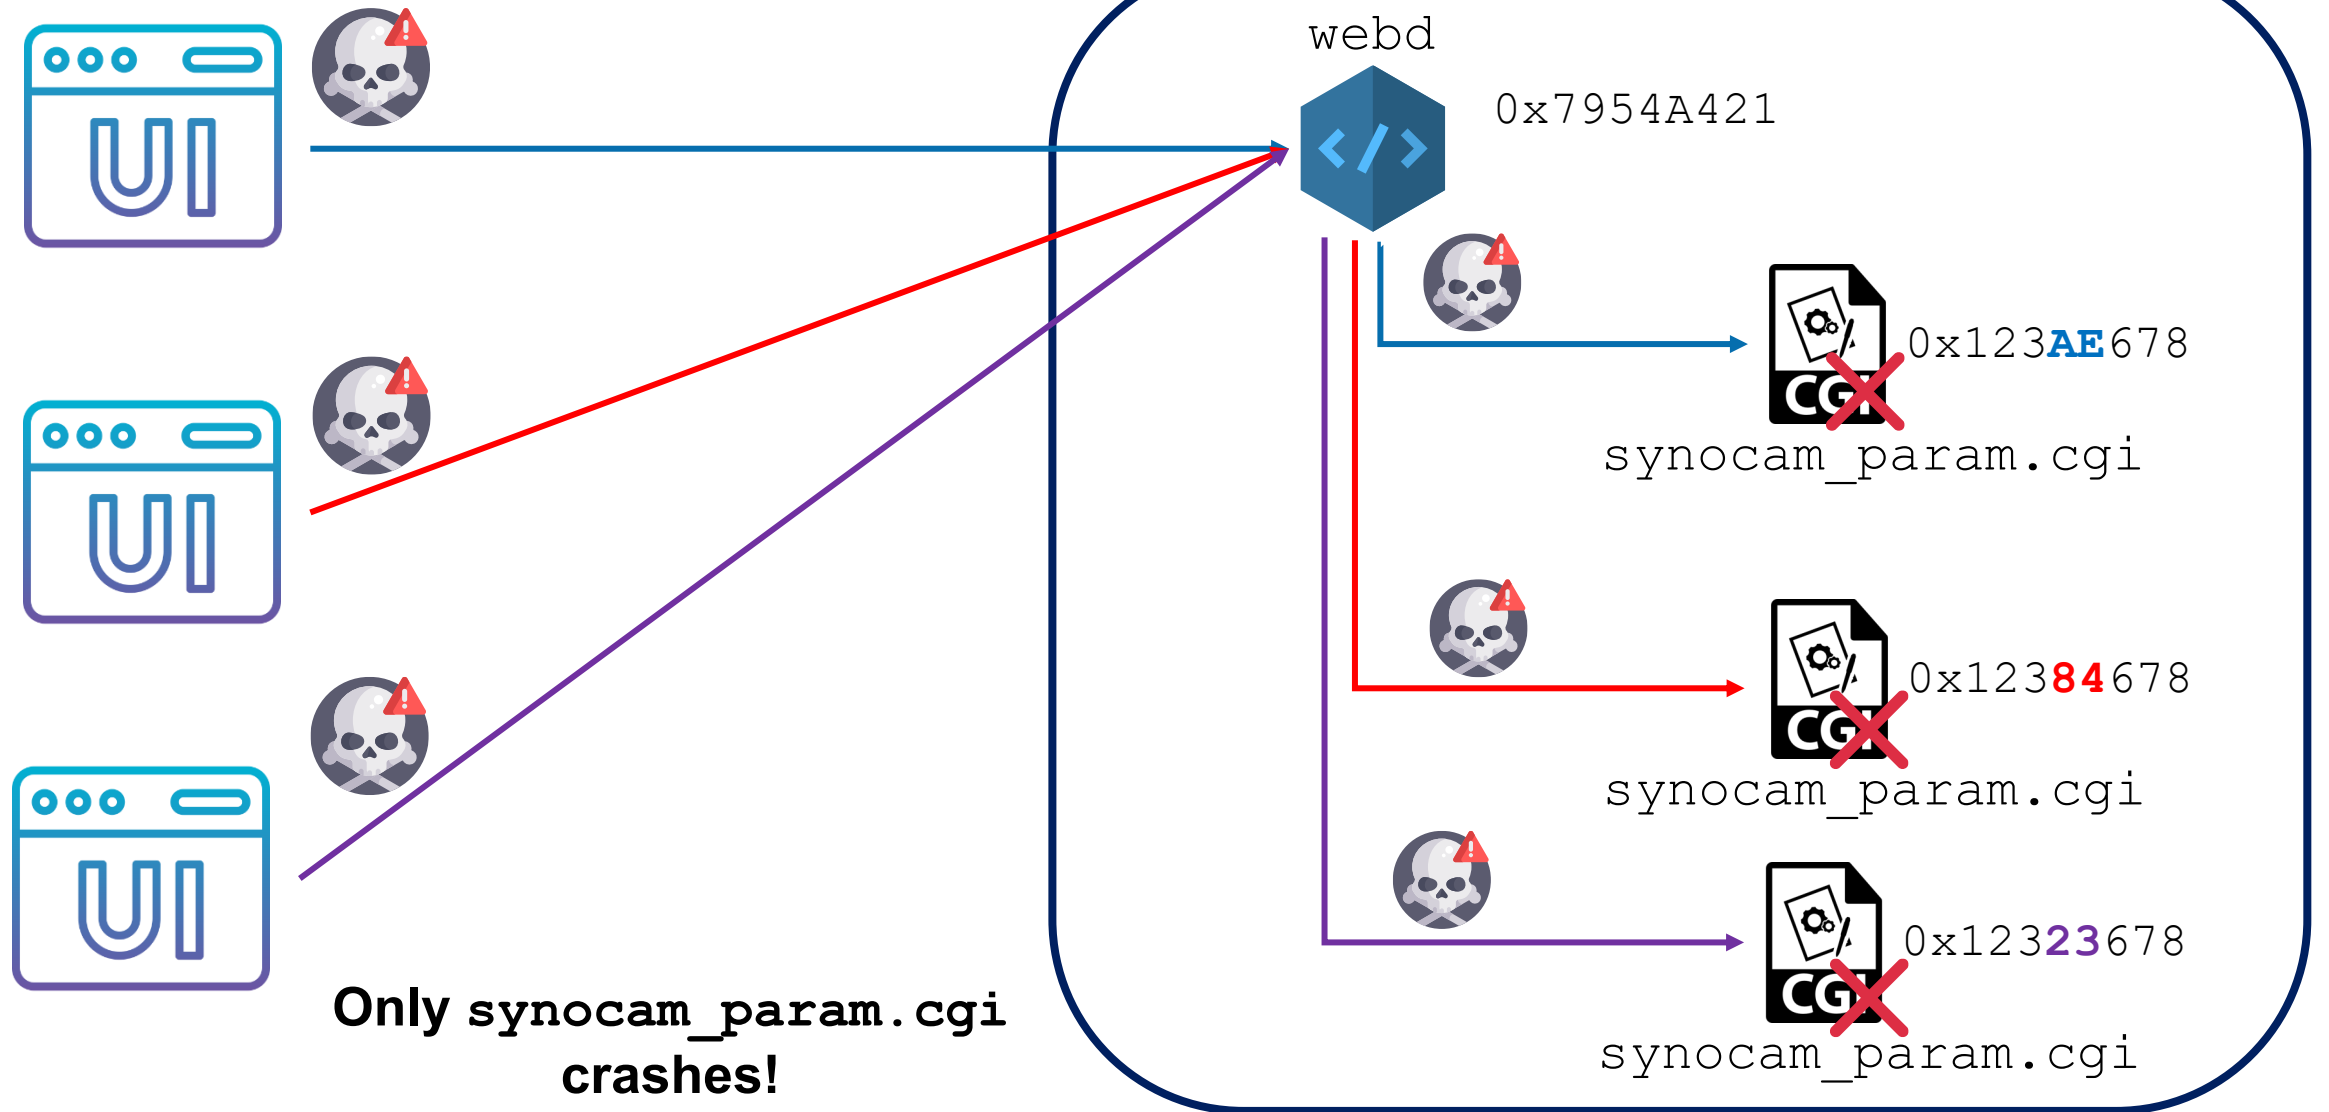 webd
UI
0x7954A421
CGI
0x123AE678
synocam_param.cgi
UI
CGI
0x12384678
synocam_param.cgi
UI
CGI
0x12323678
synocam_param.cgi
Only synocam_param.cgi
crashes!